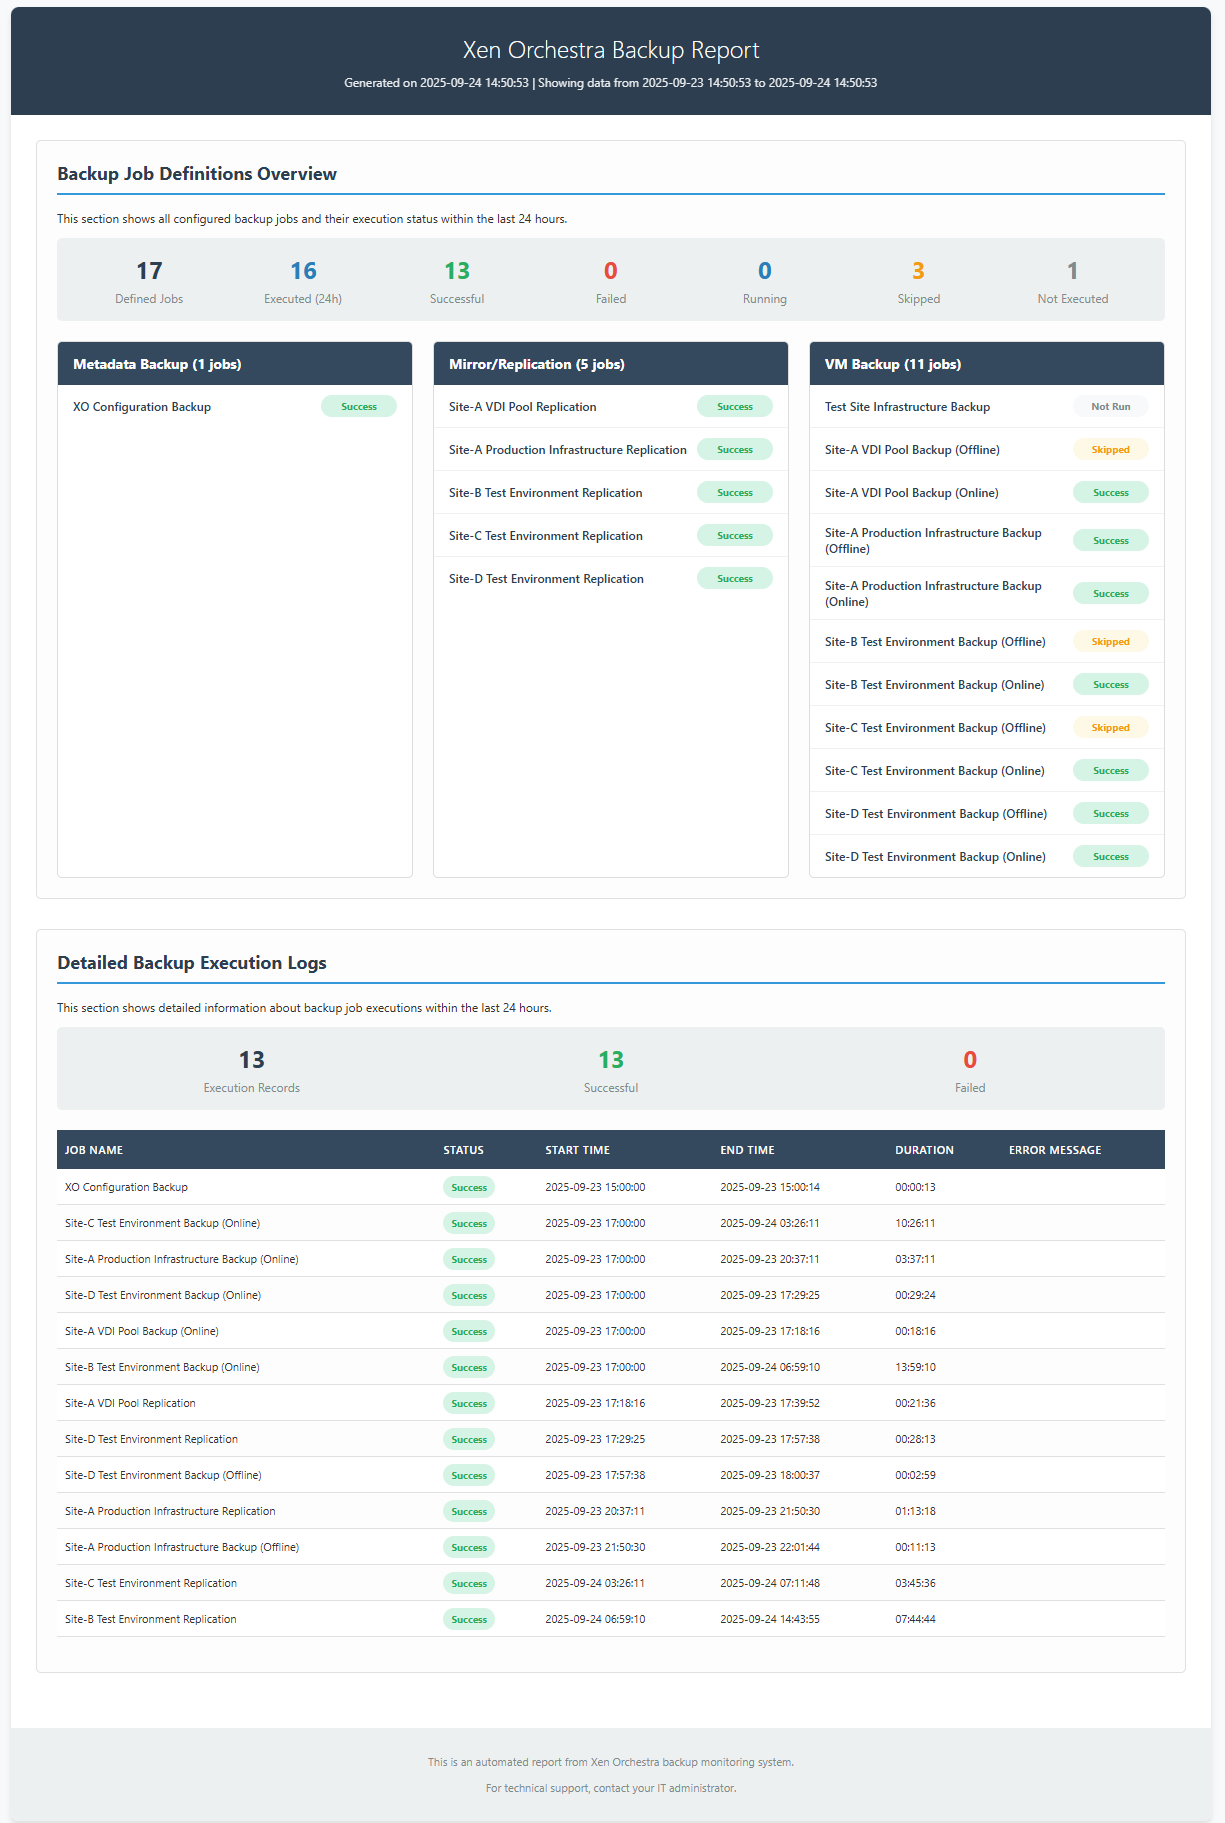 Xen Orchestra Backup Report
Generated on 2025-09-24 14:50:53 | Showing data from 2025-09-23 14:50:53 to 2025-09-24 14:50:53
Backup Job Definitions Overview
This section shows all configured backup jobs and their execution status within the last 24 hours.
17 16 13 0 0 3 1
Defined Jobs Executed (24h) Successful Failed Running Skipped Not Executed
Metadata Backup (1 jobs)
XO Configuration Backup Success
Mirror/Replication (5 jobs)
Site-A VDI Pool Replication Success
Site-A Production Infrastructure Replication Success
Site-B Test Environment Replication Success
Site-C Test Environment Replication Success
Site-D Test Environment Replication Success
VM Backup (11 jobs)
Test Site Infrastructure Backup Not Run
Site-A VDI Pool Backup (Offline) Skipped
Site-A VDI Pool Backup (Online) Success
Site-A Production Infrastructure Backup
(Offline) Success
Site-A Production Infrastructure Backup
(Online) Success
Site-B Test Environment Backup (Offline) Skipped
Site-B Test Environment Backup (Online) Success
Site-C Test Environment Backup (Offline) Skipped
Site-C Test Environment Backup (Online) Success
Site-D Test Environment Backup (Offline) Success
Site-D Test Environment Backup (Online) Success
Detailed Backup Execution Logs
This section shows detailed information about backup job executions within the last 24 hours.
13 13 0
Execution Records Successful Failed
JOB NAME STATUS START TIME END TIME DURATION ERROR MESSAGE
XO Configuration Backup Success 2025-09-23 15:00:00 2025-09-23 15:00:14 00:00:13
Site-C Test Environment Backup (Online) Success 2025-09-23 17:00:00 2025-09-24 03:26:11 10:26:11
Site-A Production Infrastructure Backup (Online) Success 2025-09-23 17:00:00 2025-09-23 20:37:11 03:37:11
Site-D Test Environment Backup (Online) Success 2025-09-23 17:00:00 2025-09-23 17:29:25 00:29:24
Site-A VDI Pool Backup (Online) Success 2025-09-23 17:00:00 2025-09-23 17:18:16 00:18:16
Site-B Test Environment Backup (Online) Success 2025-09-23 17:00:00 2025-09-24 06:59:10 13:59:10
Site-A VDI Pool Replication Success 2025-09-23 17:18:16 2025-09-23 17:39:52 00:21:36
Site-D Test Environment Replication Success 2025-09-23 17:29:25 2025-09-23 17:57:38 00:28:13
Site-D Test Environment Backup (Offline) Success 2025-09-23 17:57:38 2025-09-23 18:00:37 00:02:59
Site-A Production Infrastructure Replication Success 2025-09-23 20:37:11 2025-09-23 21:50:30 01:13:18
Site-A Production Infrastructure Backup (Offline) Success 2025-09-23 21:50:30 2025-09-23 22:01:44 00:11:13
Site-C Test Environment Replication Success 2025-09-24 03:26:11 2025-09-24 07:11:48 03:45:36
Site-B Test Environment Replication Success 2025-09-24 06:59:10 2025-09-24 14:43:55 07:44:44
This is an automated report from Xen Orchestra backup monitoring system.
For technical support, contact your IT administrator.